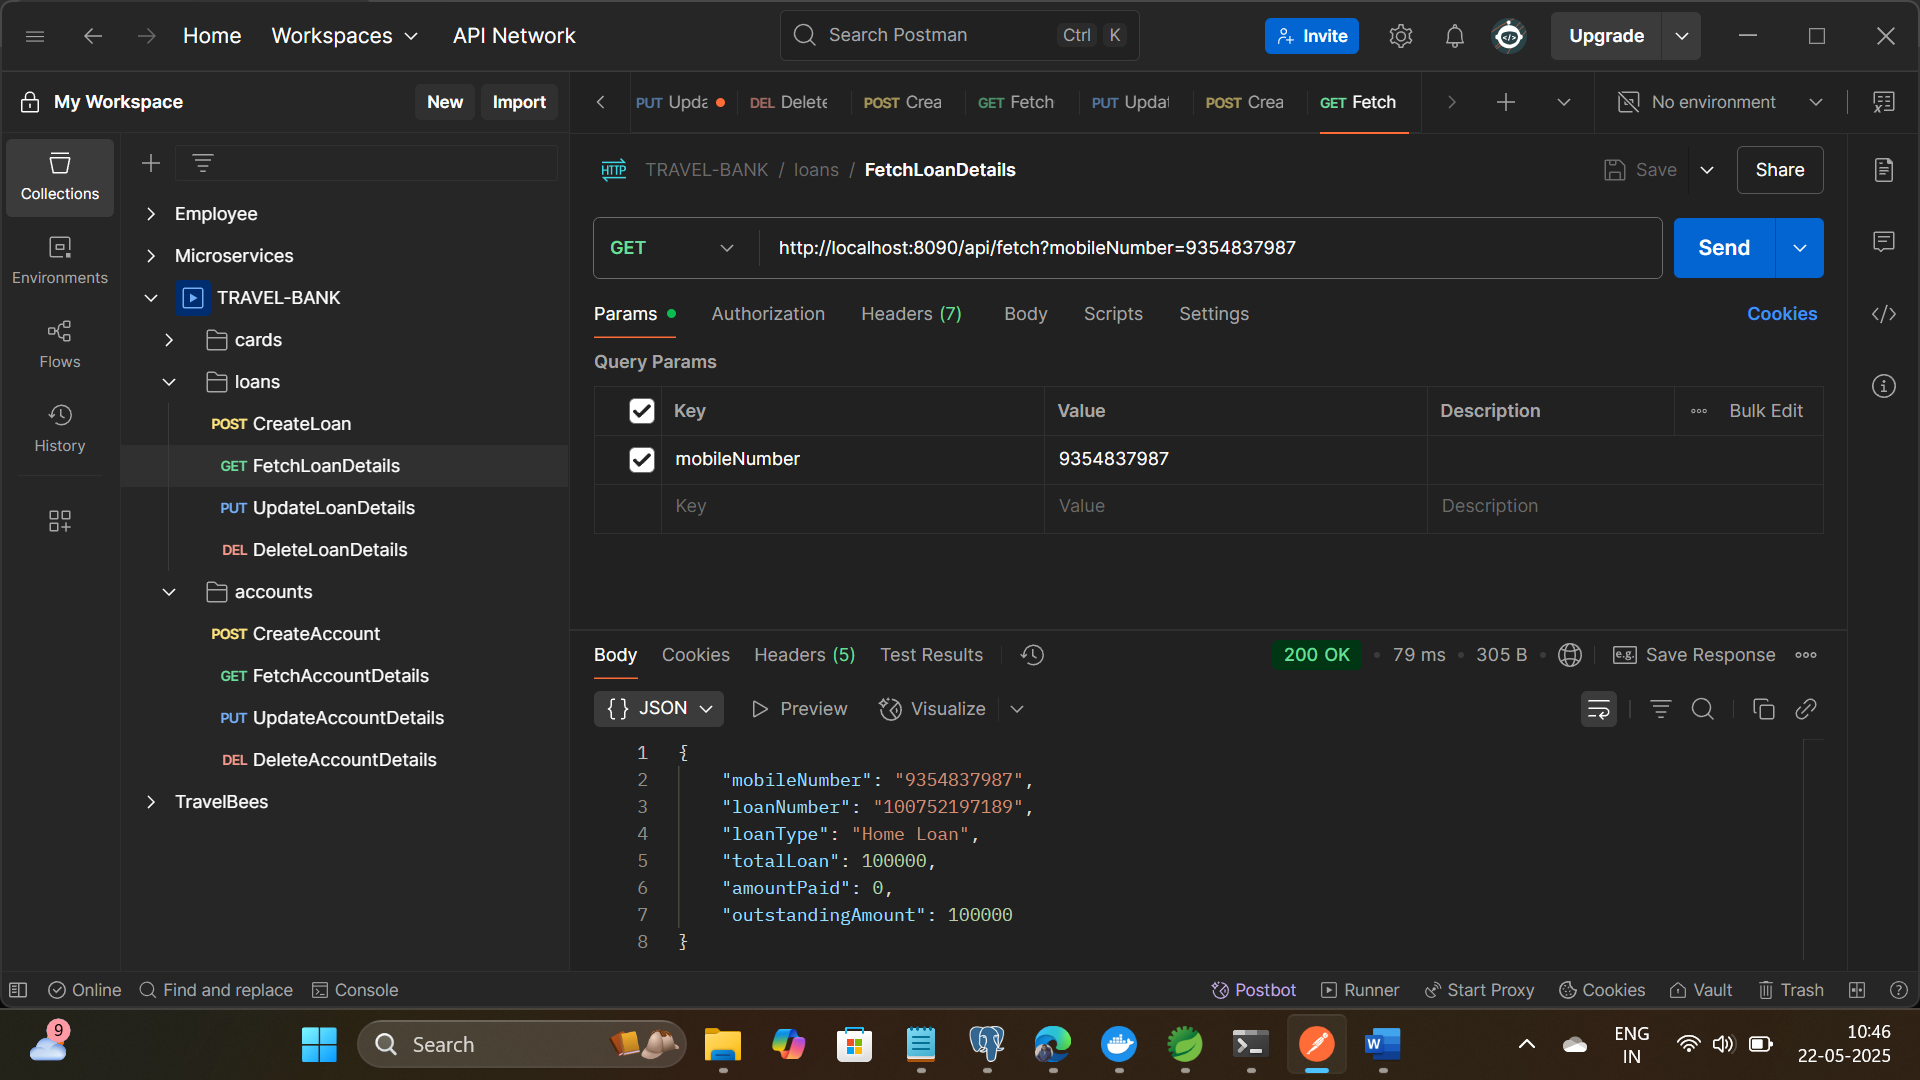 Home
Workspaces
API Network
Search Postman
Ctrl K
Invite
Upgrade
My Workspace
New
Import
PUT Upda
DEL Delete
POST Crea
GET Fetch
PUT Updat
POST Crea
GET Fetch
No environment
Collections
Environments
Flows
History
Employee
Microservices
TRAVEL-BANK
cards
loans
POST CreateLoan
GET FetchLoanDetails
PUT UpdateLoanDetails
DEL DeleteLoanDetails
accounts
POST CreateAccount
GET FetchAccountDetails
PUT UpdateAccountDetails
DEL DeleteAccountDetails
TravelBees
HTTP
TRAVEL-BANK / loans / FetchLoanDetails
Save
Share
GET
http://localhost:8090/api/fetch?mobileNumber=9354837987
Send
Params
Authorization
Headers (7)
Body
Scripts
Settings
Cookies
Query Params
Key
Value
Description
Bulk Edit
mobileNumber
9354837987
Key
Value
Description
Body
Cookies
Headers (5)
Test Results
200 OK
79 ms
305 B
e.g.
Save Response
{ } JSON
Preview
Visualize
1 {
2 "mobileNumber": "9354837987",
3 "loanNumber": "100752197189",
4 "loanType": "Home Loan",
5 "totalLoan": 100000,
6 "amountPaid": 0,
7 "outstandingAmount": 100000
8 }
Online
Find and replace
Console
Postbot
Runner
Start Proxy
Cookies
Vault
Trash
9
Search
W
ENG
IN
10:46
22-05-2025